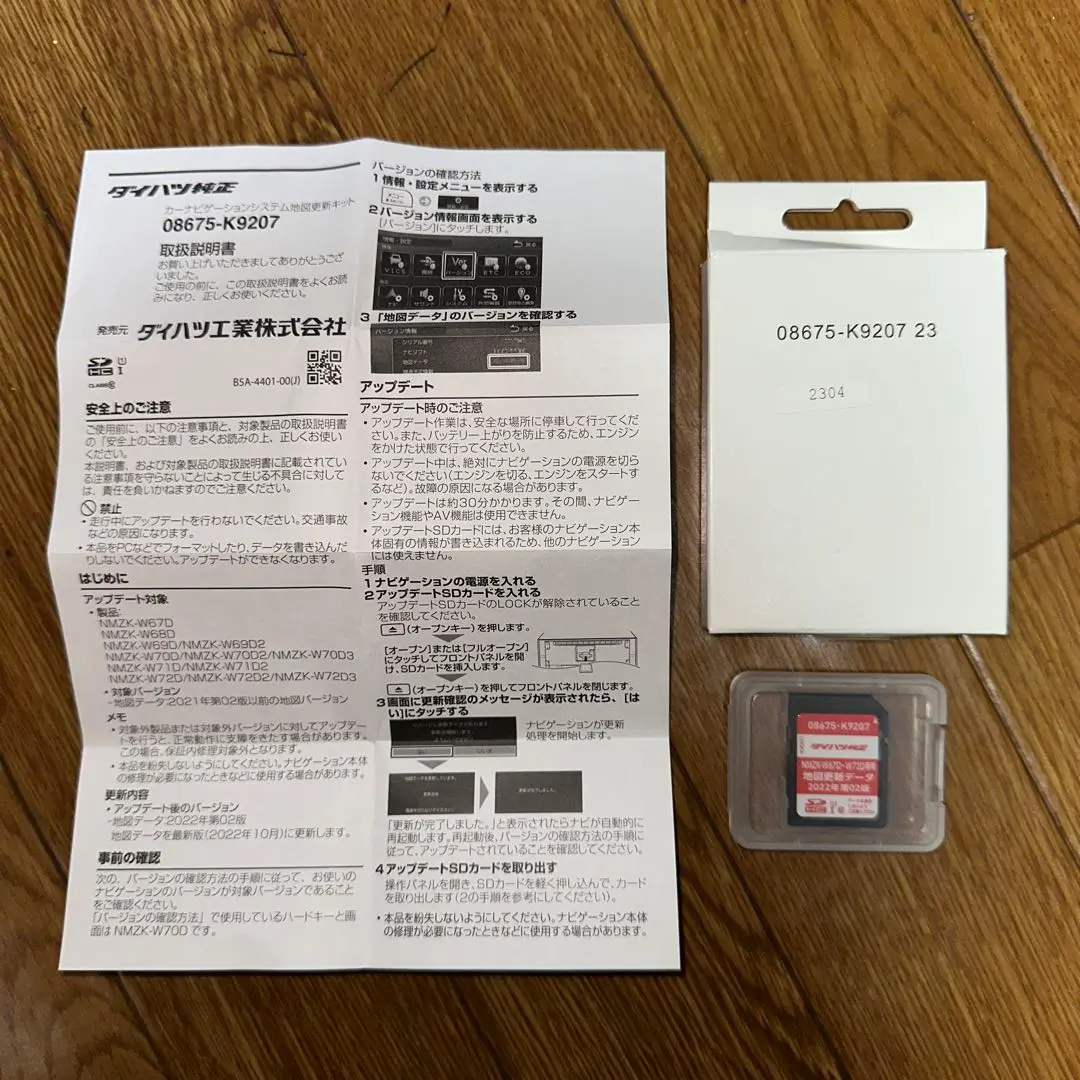 ダイハツ純正
カーナビゲーションシステム地図更新キット
08675-K9207
取扱説明書
お買い上げいただきましてありがとうござ
いました。
ご使用の前に、この取扱説明書をよくお読
みになり、正しくお使いください。
発売元 ダイハツ工業株式会社
B5A-4401-00(J)
安全上のご注意
ご使用前に、以下の注意事項と、対象製品の取扱説明書
の「安全上のご注意」をよくお読みの上、正しくお使い
ください。
本説明書、および対象製品の取扱説明書に記載されてい
る注意事項を守らないことによって生じる不具合に対して
は、責任を負いかねますのでご注意ください。
禁止
• 走行中にアップデートを行わないでください。交通事故
などの原因になります。
• 本品をPCなどでフォーマットしたり、データを書き込んだ
りしないでください。アップデートができなくなります。
はじめに
アップデート対象
• 製品:
NMZK-W67D
NMZK-W68D
NMZK-W69D/NMZK-W69D2
NMZK-W70D/NMZK-W70D2/NMZK-W70D3
NMZK-W71D/NMZK-W71D2
NMZK-W72D/NMZK-W72D2/NMZK-W72D3
• 対象バージョン
-地図データ:2021年第02版以前の地図バージョン
メモ
• 対象外製品または対象外バージョンに対してアップデー
トを行うと、正常動作に支障をきたす場合があります。
この場合、保証内修理対象外となります。
• 本品を紛失しないようにしてください。ナビゲーション本体
の修理が必要になったときなどに使用する場合があります。
更新内容
• アップデート後のバージョン
-地図データ:2022年第02版
地図データを最新版(2022年10月)に更新します。
事前の確認
次の、バージョンの確認方法の手順に従って、お使いの
ナビゲーションのバージョンが対象バージョンであること
をご確認ください。
「バージョンの確認方法」で使用しているハードキーと画
面は NMZK-W70D です。
バージョンの確認方法
1 情報・設定メニューを表示する
メニュー
2 バージョン情報画面を表示する
[バージョン]にタッチします。
情報・設定
戻る
VICS
Ver.
バージョン
ETC
ECO
ナビ
サウンド
システム
3 「地図データ」のバージョンを確認する
バージョン情報
戻る
シリアル番号
ナビソフト
地図データ
アップデート
アップデート時のご注意
• アップデート作業は、安全な場所に停車して行ってくだ
さい。また、バッテリー上がりを防止するため、エンジン
をかけた状態で行ってください。
• アップデート中は、絶対にナビゲーションの電源を切ら
ないでください(エンジンを切る、エンジンをスタートす
るなど)。故障の原因になる場合があります。
• アップデートは約30分かかります。その間、ナビゲー
ション機能やAV機能は使用できません。
• アップデートSDカードには、お客様のナビゲーション本
体固有の情報が書き込まれるため、他のナビゲーション
には使えません。
手順
1 ナビゲーションの電源を入れる
2 アップデートSDカードを入れる
アップデートSDカードのLOCKが解除されていること
を確認してください。
(オープンキー)を押します。
[オープン]または[フルオープン]
にタッチしてフロントパネルを開
け、SDカードを挿入します。
(オープンキー)を押してフロントパネルを閉じます。
3 画面に更新確認のメッセージが表示されたら、[は
い]にタッチする
ナビゲーションが更新
処理を開始します。
「更新が完了しました。」と表示されたらナビが自動的に
再起動します。再起動後、バージョンの確認方法の手順に
従って、アップデートされていることを確認してください。
4 アップデートSDカードを取り出す
操作パネルを開き、SDカードを軽く押し込んで、カード
を取り出します(2の手順を参考にしてください)。
• 本品を紛失しないようにしてください。ナビゲーション本体
の修理が必要になったときなどに使用する場合があります。
08675-K9207 23
2304
08675-K9207
ダイハツ純正
NMZK-W67D~W72D専用
地図更新データ
2022年 第02版